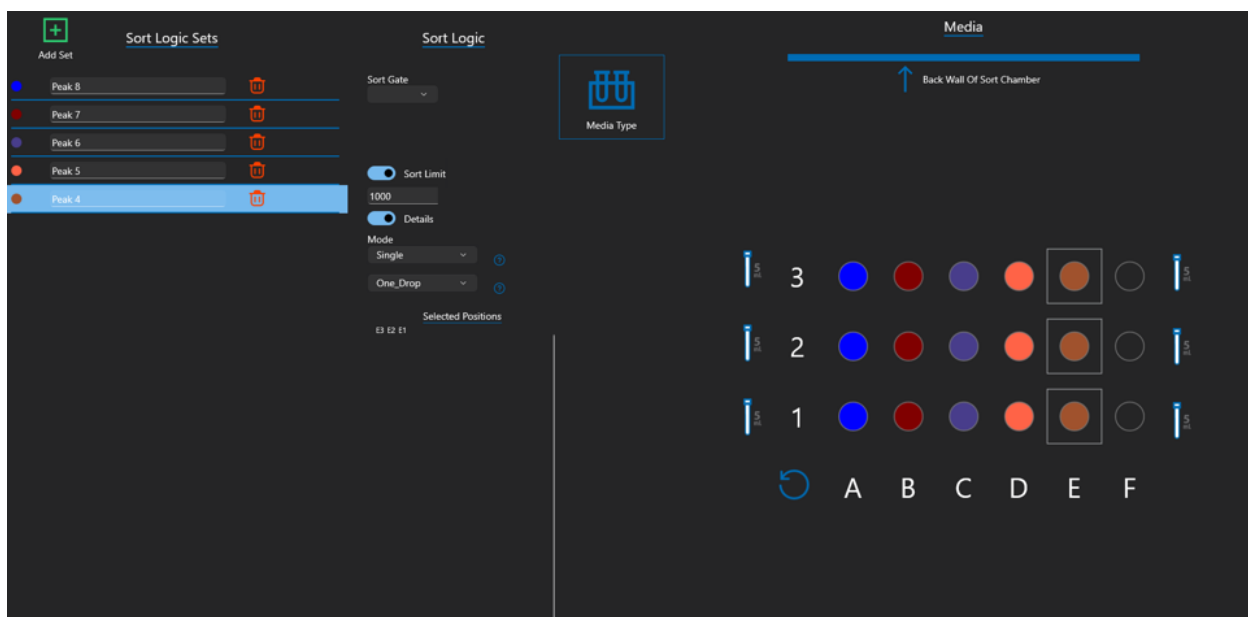 Add Set
Sort Logic Sets
Peak 8
Peak 7
Peak 6
Peak 5
Peak 4
Sort Logic
Sort Gate
Sort Limit
1000
Details
Mode
Single
One_Drop
Selected Positions
E3 E2 E1
Media Type
Media
Back Wall Of Sort Chamber
3
2
1
A B C D E F